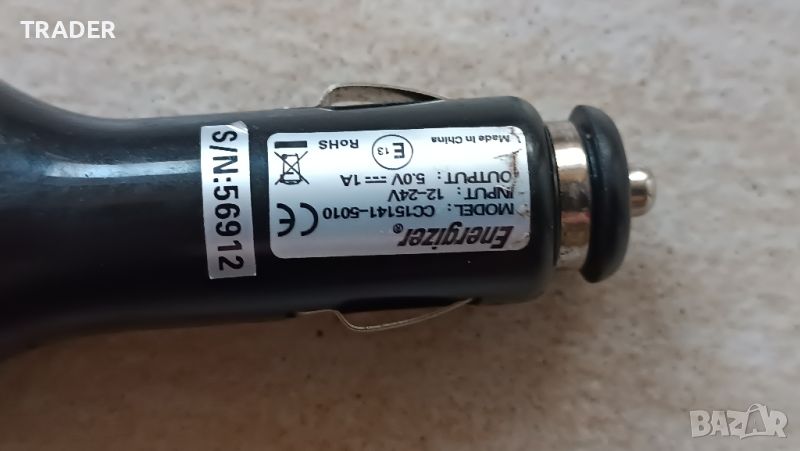 TRADER
Energizer®
MODEL: CC15141-5010
INPUT: 12-24V
OUTPUT: 5.0V⎓1A
Made in China
CE
E 13
RoHS
S/N:56912
BAZAR